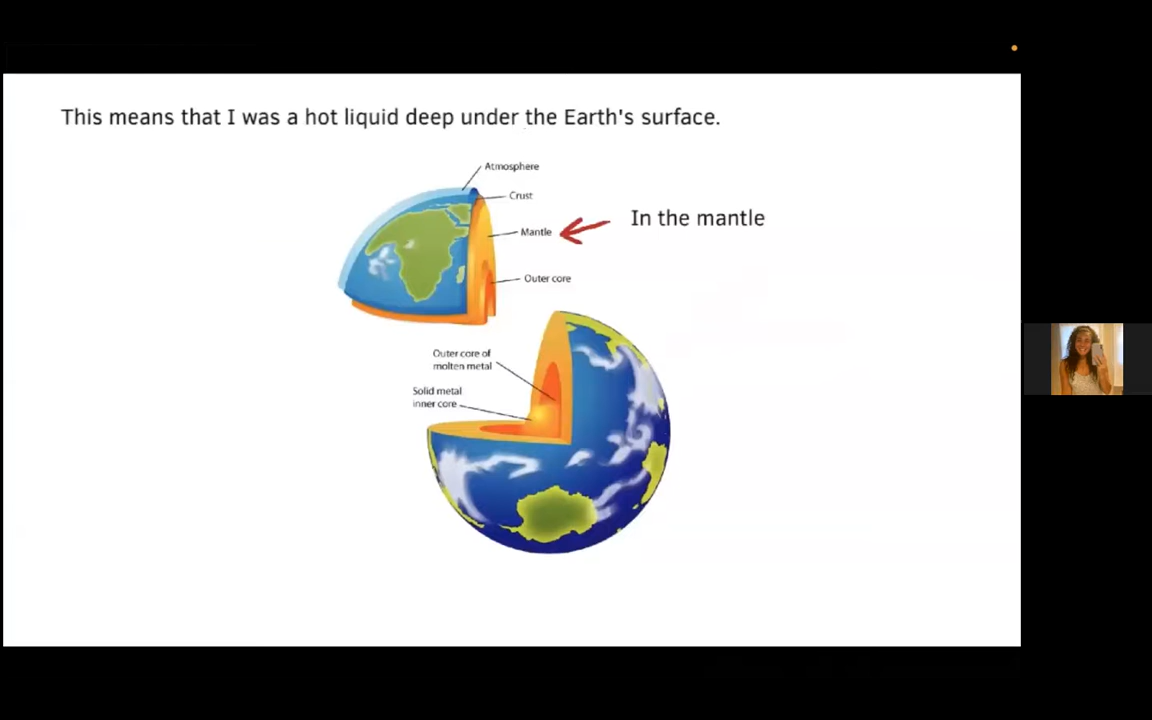 This means that I was a hot liquid deep under the Earth's surface.
Atmosphere
Crust
Mantle
In the mantle
Outer core
Outer core of
molten metal
Solid metal
inner core